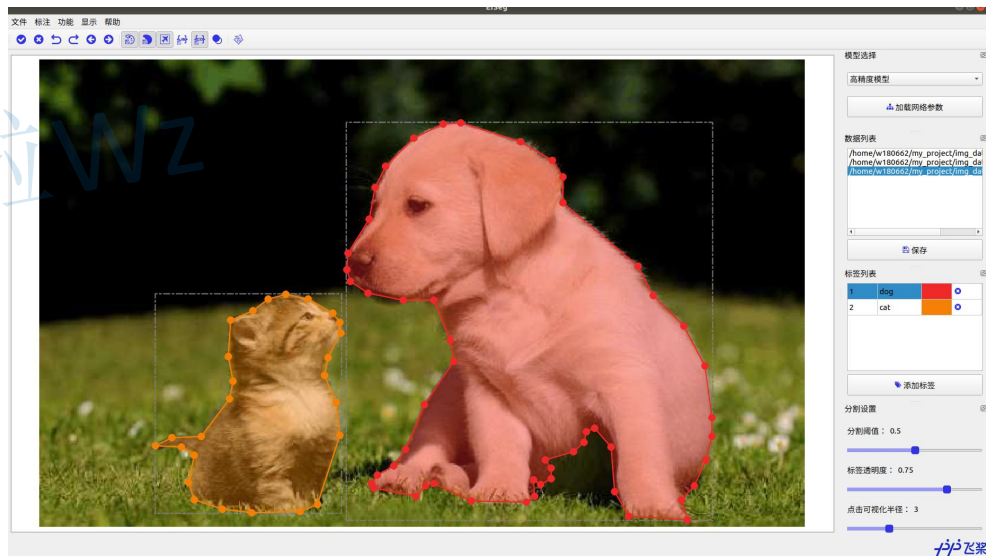 EISeg
文件 标注 功能 显示 帮助
模型选择
高精度模型
加载网络参数
数据列表
/home/w180662/my_project/img_da
/home/w180662/my_project/img_da
/home/w180662/my_project/img_da
保存
标签列表
1 dog
2 cat
添加标签
分割设置
分割阈值： 0.5
标签透明度： 0.75
点击可视化半径： 3
飞桨
Wz